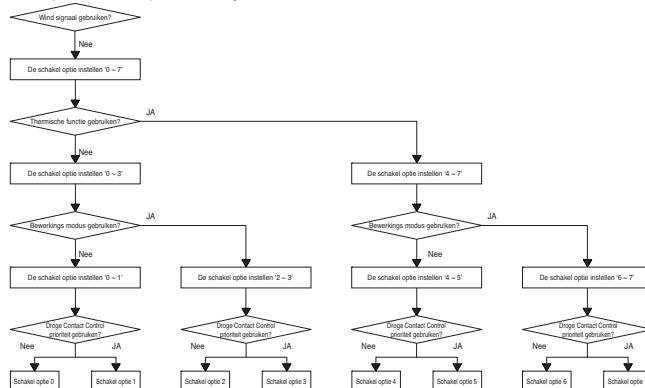 Wind signaal gebruiken?
Nee
De schakel optie instellen '0 ~ 7'
JA
Thermische functie gebruiken?
Nee
De schakel optie instellen '0 ~ 3'
De schakel optie instellen '4 ~ 7'
JA
JA
Bewerkings modus gebruiken?
Bewerkings modus gebruiken?
Nee
Nee
De schakel optie instellen '0 ~ 1'
De schakel optie instellen '2 ~ 3'
De schakel optie instellen '4 ~ 5'
De schakel optie instellen '6 ~ 7'
Droge Contact Control
prioriteit gebruiken?
Droge Contact Control
prioriteit gebruiken?
Droge Contact Control
prioriteit gebruiken?
Droge Contact Control
prioriteit gebruiken?
Nee
JA
Nee
JA
Nee
JA
Nee
JA
Schakel optie 0
Schakel optie 1
Schakel optie 2
Schakel optie 3
Schakel optie 4
Schakel optie 5
Schakel optie 6
Schakel optie